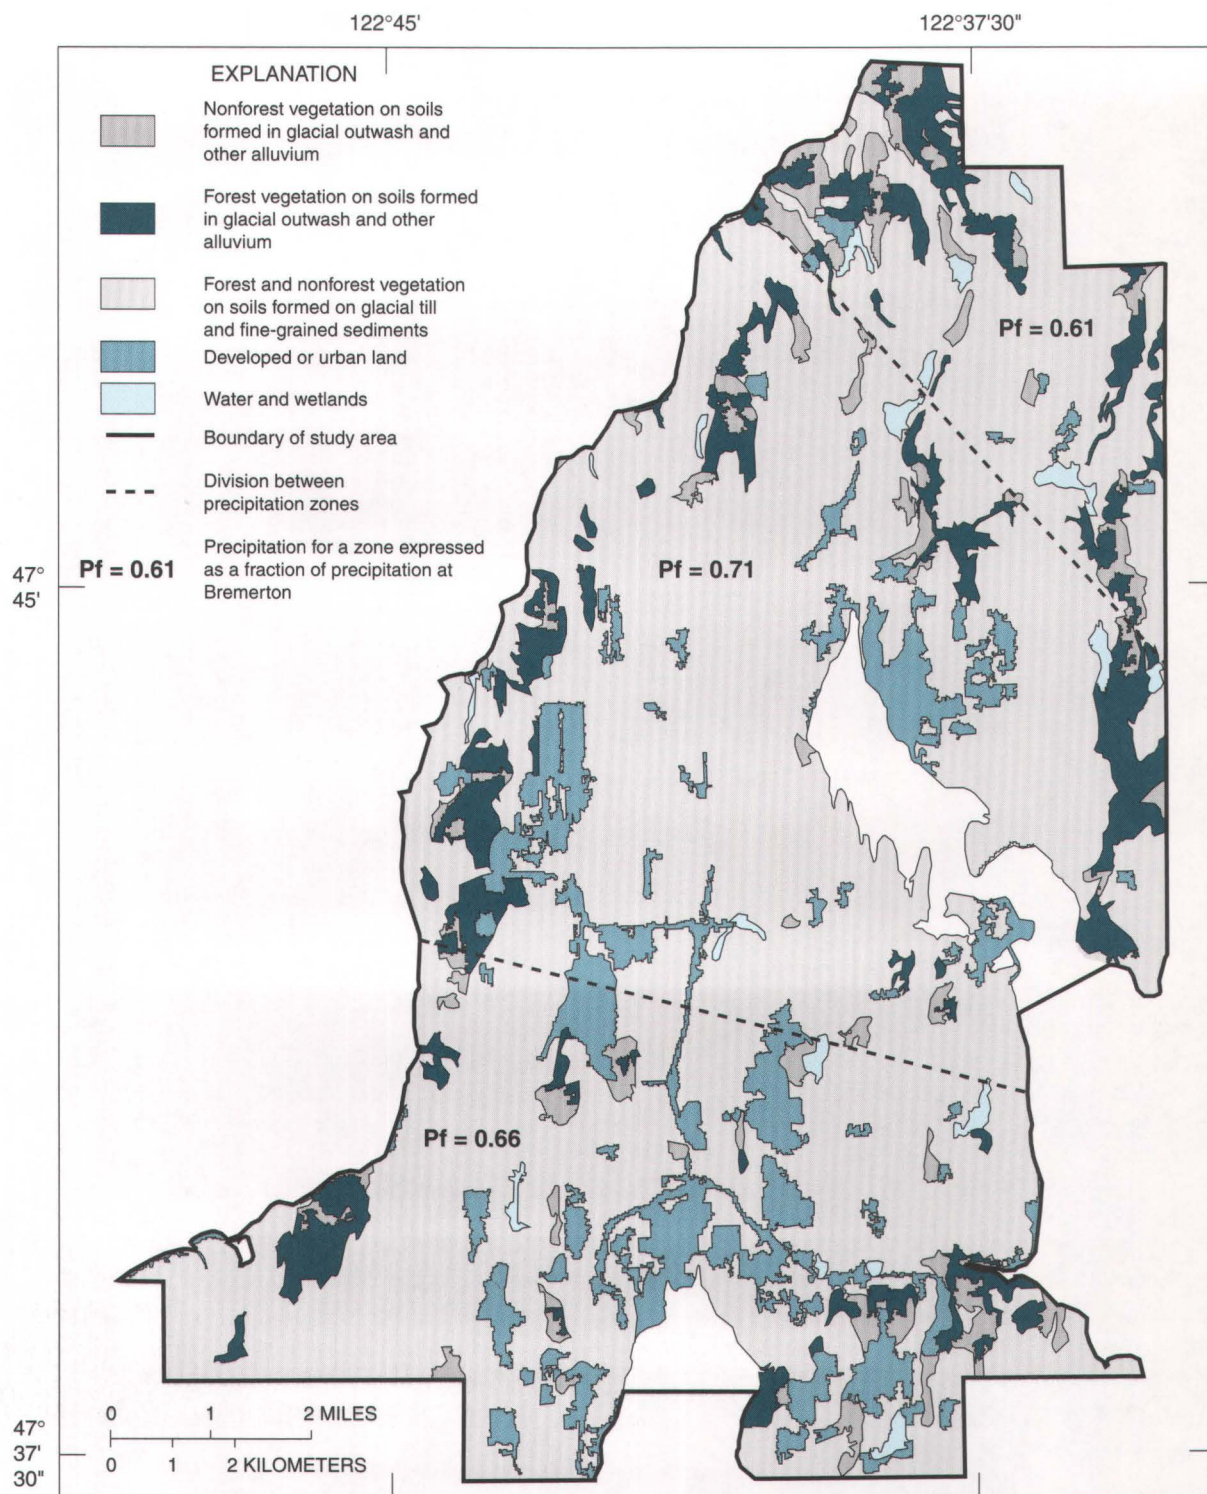 122°45'
122°37'30"
EXPLANATION
Nonforest vegetation on soils
formed in glacial outwash and
other alluvium
Forest vegetation on soils formed
in glacial outwash and other
alluvium
Forest and nonforest vegetation
on soils formed on glacial till
and fine-grained sediments
Developed or urban land
Water and wetlands
Boundary of study area
Division between
precipitation zones
Pf = 0.61
Precipitation for a zone expressed
as a fraction of precipitation at
Bremerton
Pf = 0.61
Pf = 0.71
47°
45'
Pf = 0.66
0 1 2 MILES
0 1 2 KILOMETERS
47°
37'
30"